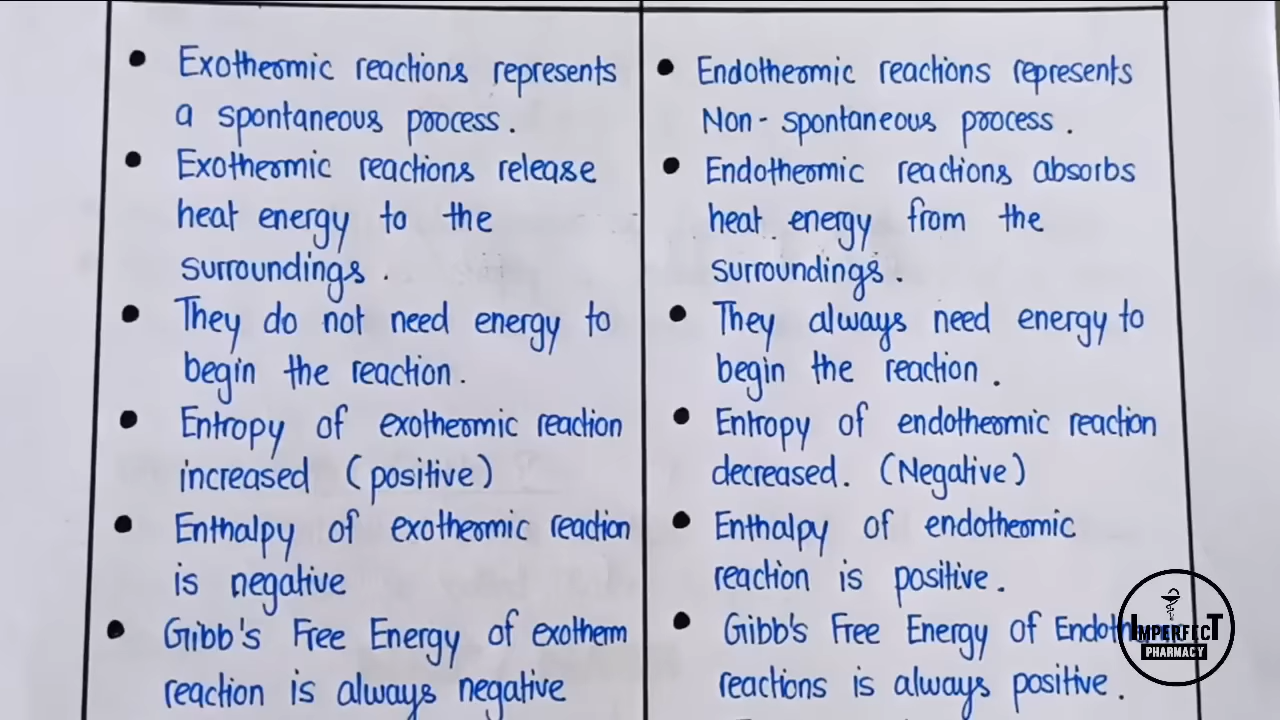 Exothermic reactions represents
a spontaneous process.
Exothermic reactions release
heat energy to the
surroundings.
They do not need energy to
begin the reaction.
Entropy of exothermic reaction
increased (positive)
Enthalpy of exothermic reaction
is negative
Gibb's Free Energy of exotherm
reaction is always negative
Endothermic reactions represents
Non-spontaneous process.
Endothermic reactions absorbs
heat energy from the
surroundings.
They always need energy to
begin the reaction.
Entropy of endothermic reaction
decreased. (Negative)
Enthalpy of endothermic
reaction is positive.
Gibb's Free Energy of
reactions is always positive.
IMPERFECT
PHARMACY